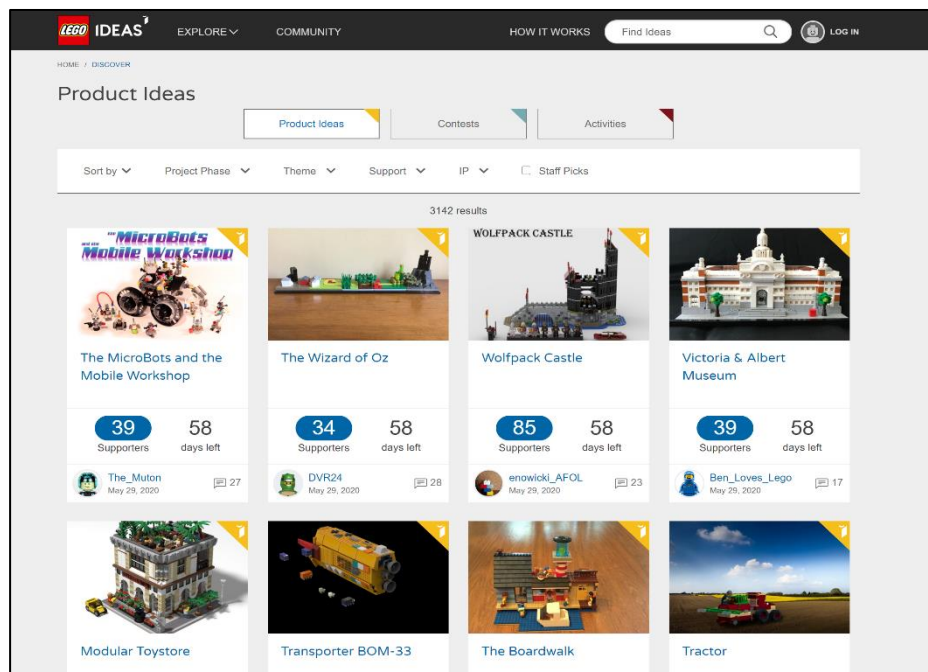 LEGO IDEAS EXPLORE COMMUNITY HOW IT WORKS Find Ideas LOG IN
HOME / DISCOVER
Product Ideas
Product Ideas Contests Activities
Sort by Project Phase Theme Support IP Staff Picks
3142 results
THE MicroBots
and the Mobile Workshop
WOLFPACK CASTLE
The MicroBots and the
Mobile Workshop
The Wizard of Oz
Wolfpack Castle
Victoria & Albert
Museum
39 58
Supporters days left
34 58
Supporters days left
85 58
Supporters days left
39 58
Supporters days left
The_Muton
May 29, 2020
27
DVR24
May 29, 2020
28
enowicki_AFOL
May 29, 2020
23
Ben_Loves_Lego
May 29, 2020
17
Modular Toystore
Transporter BOM-33
The Boardwalk
Tractor